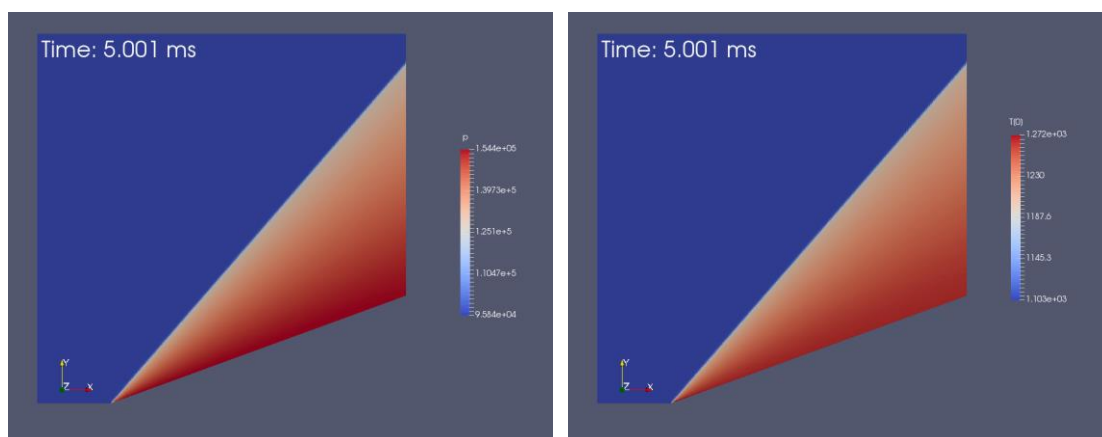 Time: 5.001 ms
p
1.544e+05
1.3973e+5
1.251e+5
1.1047e+5
9.584e+04
Y
Z X
Time: 5.001 ms
T[0]
1.272e+03
1230
1187.6
1145.3
1.103e+03
Y
Z X